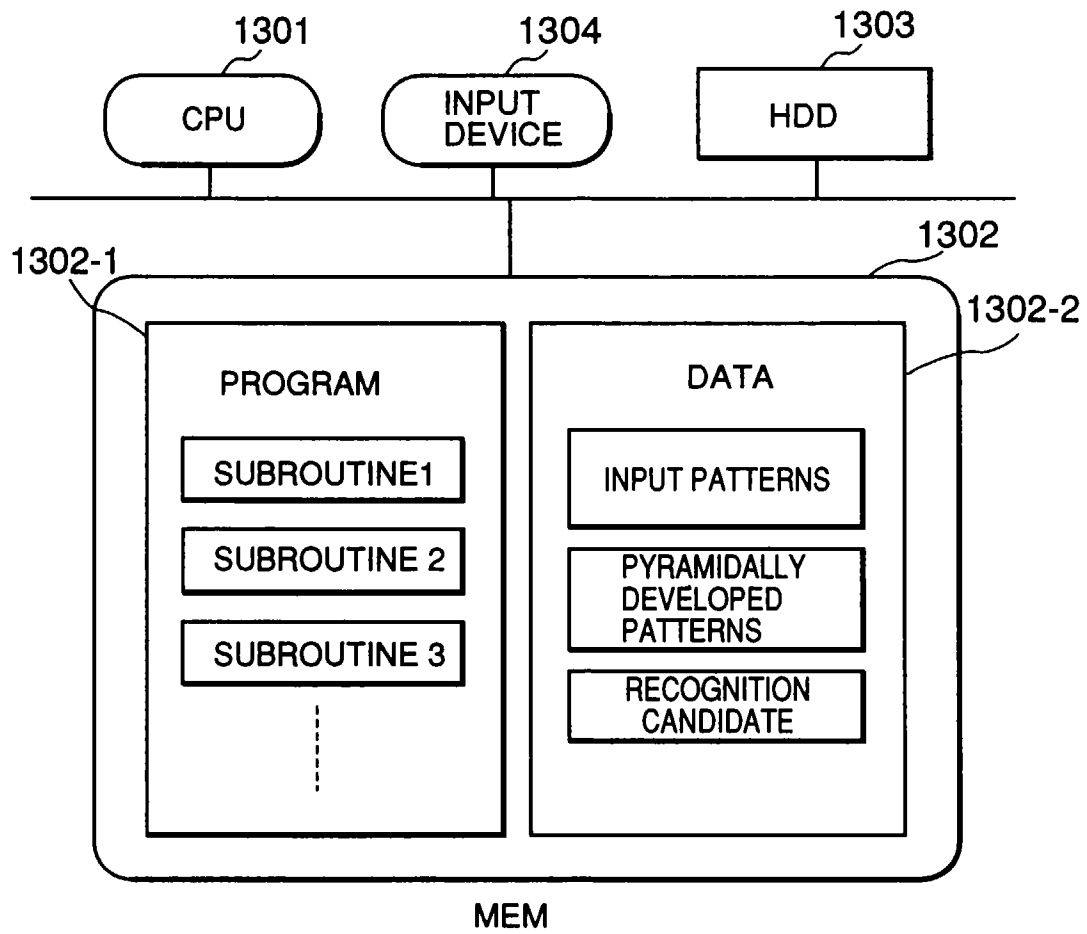 1301
1304
1303
CPU
INPUT
DEVICE
HDD
1302-1
1302
1302-2
PROGRAM
DATA
SUBROUTINE1
SUBROUTINE 2
SUBROUTINE 3
INPUT PATTERNS
PYRAMIDALLY
DEVELOPED
PATTERNS
RECOGNITION
CANDIDATE
MEM